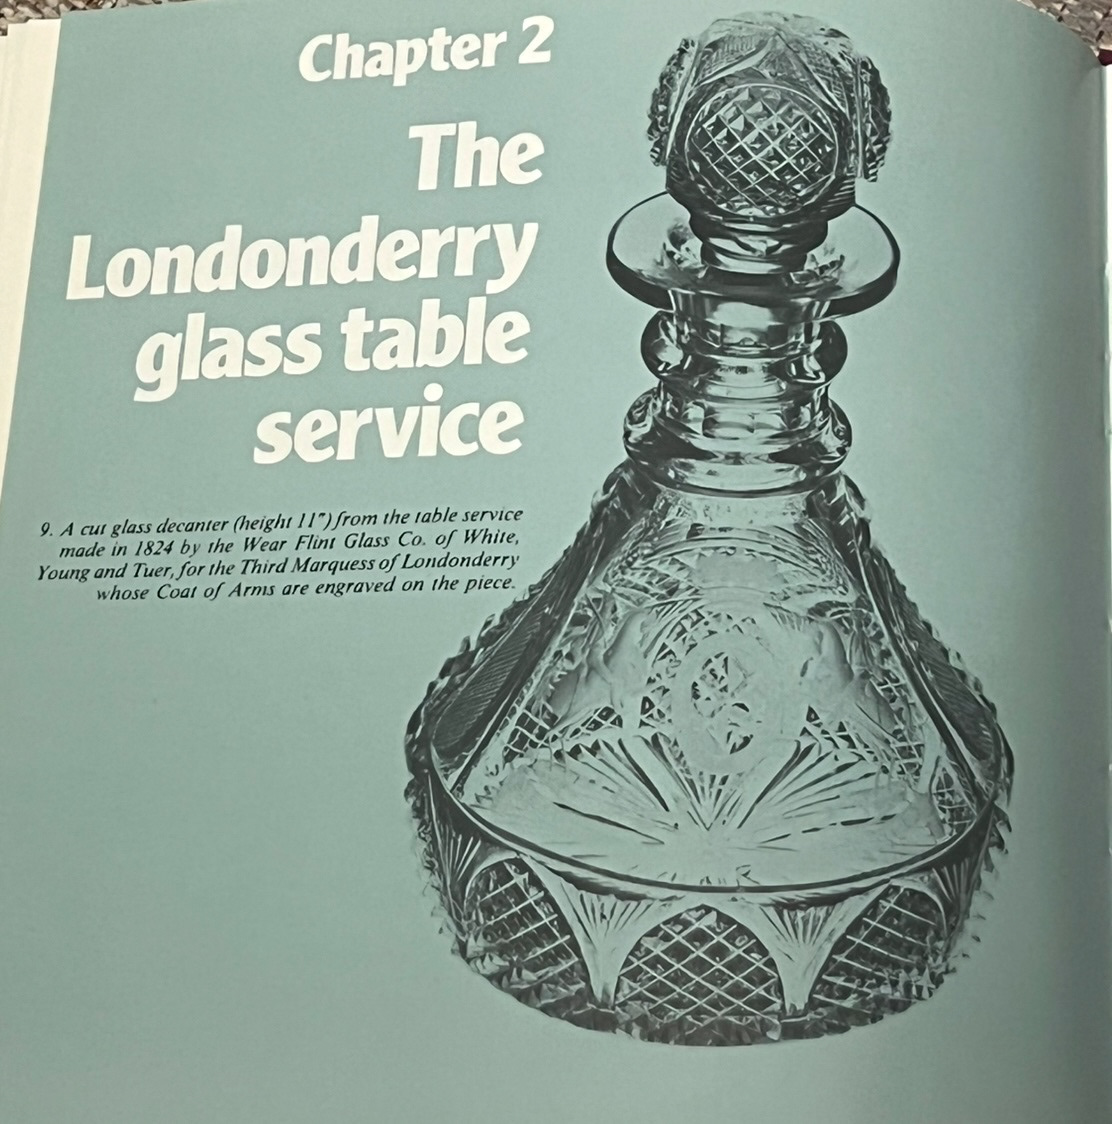 Chapter 2
The
Londonderry
glass table
service
9. A cut glass decanter (height 11") from the table service
made in 1824 by the Wear Flint Glass Co. of White,
Young and Tuer, for the Third Marquess of Londonderry
whose Coat of Arms are engraved on the piece.